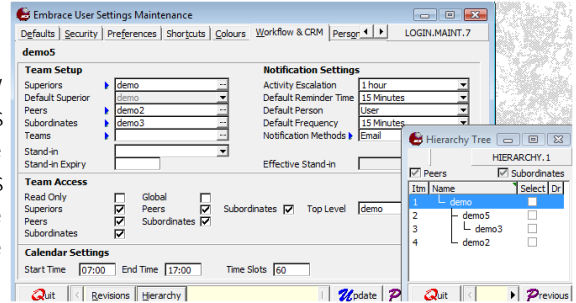 Embrace User Settings Maintenance
Defaults Security Preferences Shortcuts Colours Workflow & CRM Persor LOGIN.MAINT.7
demo5
Team Setup
Superiors demo
Default Superior demo
Peers demo2
Subordinates demo3
Teams
Stand-in
Stand-in Expiry
Notification Settings
Activity Escalation 1 hour
Default Reminder Time 15 Minutes
Default Person User
Default Frequency 15 Minutes
Notification Methods Email
Effective Stand-in
Team Access
Read Only Global
Superiors Peers Subordinates Top Level demo
Peers Subordinates
Subordinates
Calendar Settings
Start Time 07:00 End Time 17:00 Time Slots 60
Quit < Revisions Hierarchy Update P
Hierarchy Tree
HIERARCHY.1
Peers Subordinates
Itm Name Select Dr
1 demo
2 demo5
3 demo3
4 demo2
Quit < Previous